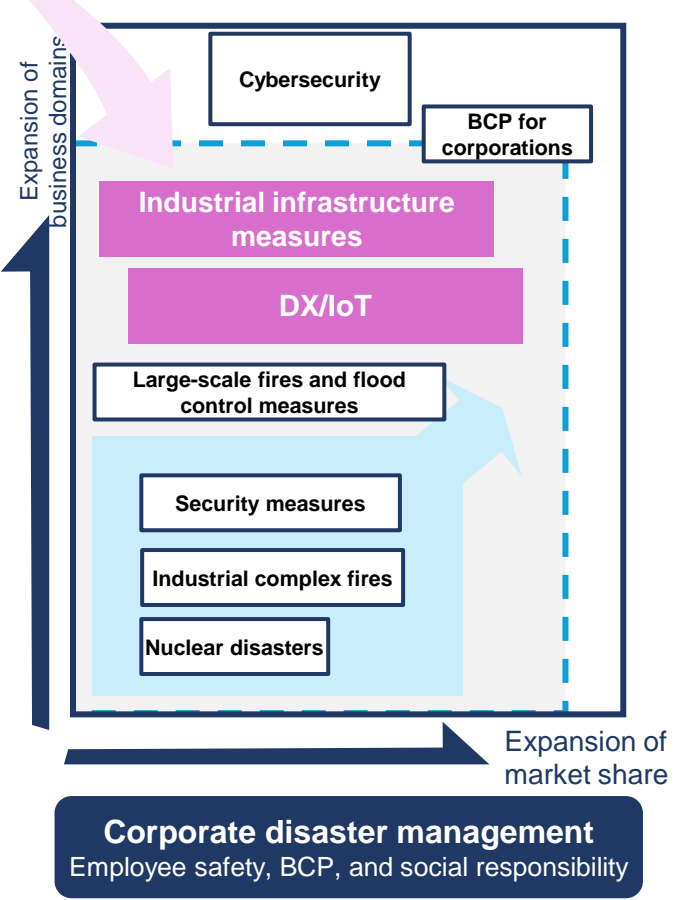 Expansion of
business domains
Cybersecurity
BCP for
corporations
Industrial infrastructure
measures
DX/IoT
Large-scale fires and flood
control measures
Security measures
Industrial complex fires
Nuclear disasters
Expansion of
market share
Corporate disaster management
Employee safety, BCP, and social responsibility